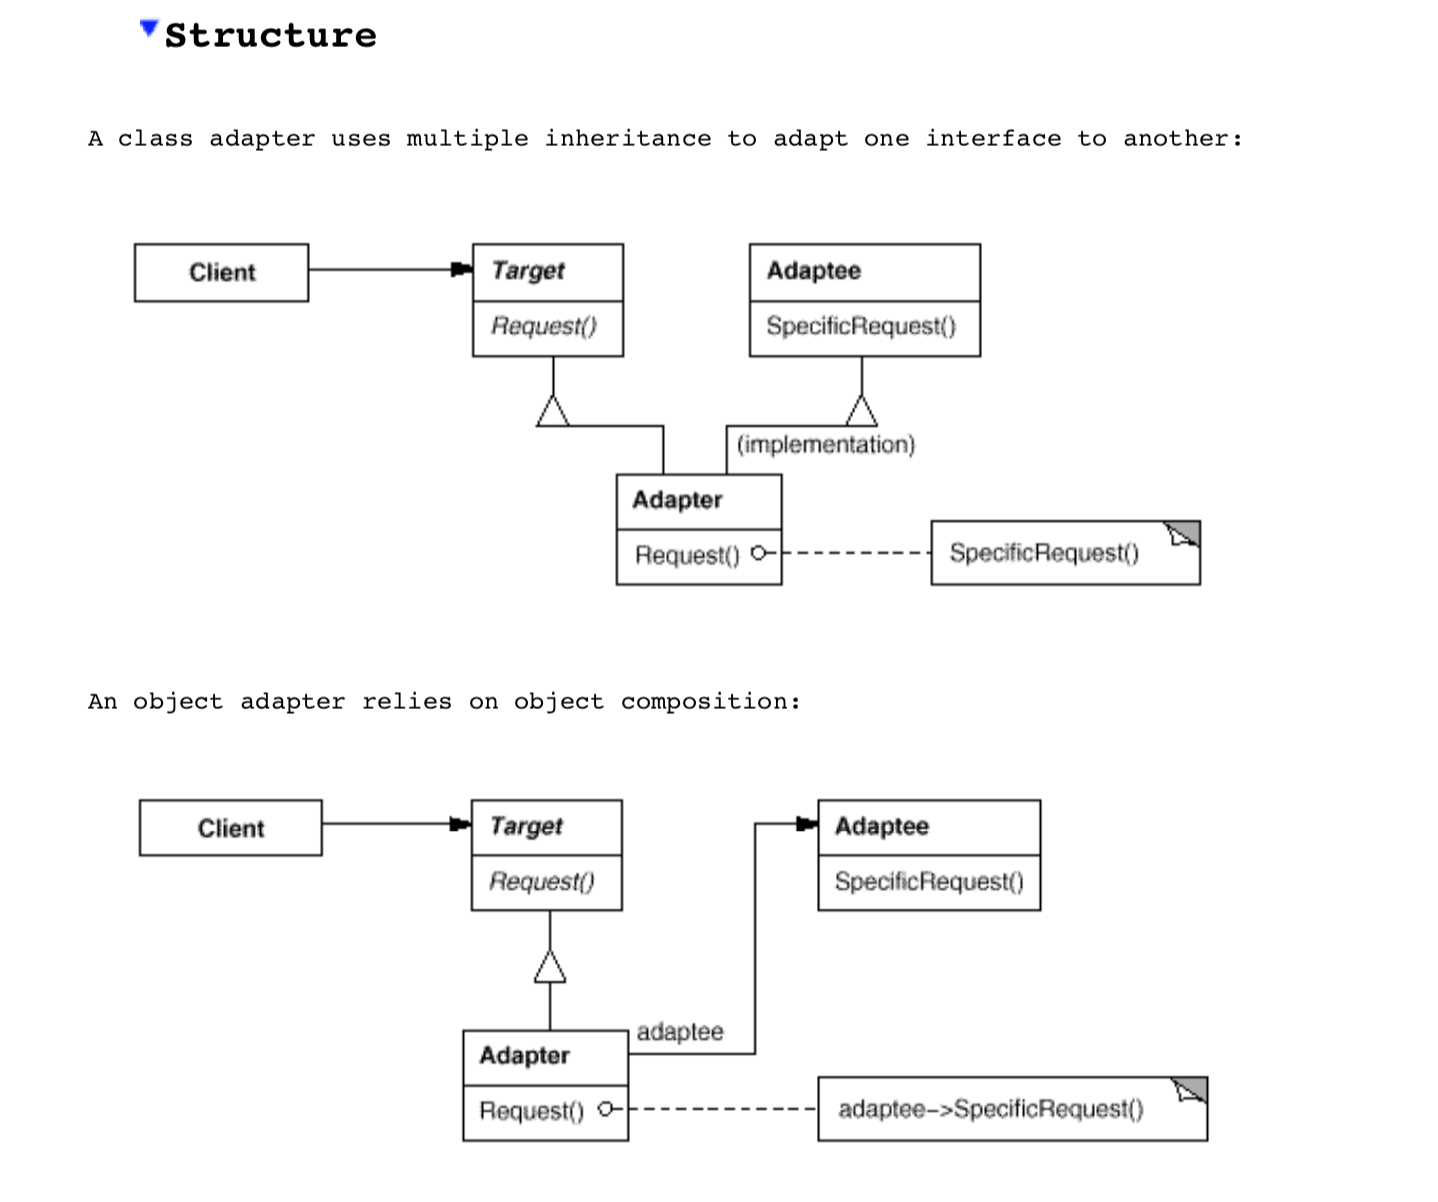 Structure
A class adapter uses multiple inheritance to adapt one interface to another:
Client
Target
Request()
Adaptee
SpecificRequest()
(implementation)
Adapter
Request()
SpecificRequest()
An object adapter relies on object composition:
Client
Target
Request()
Adaptee
SpecificRequest()
adaptee
Adapter
Request()
adaptee->SpecificRequest()